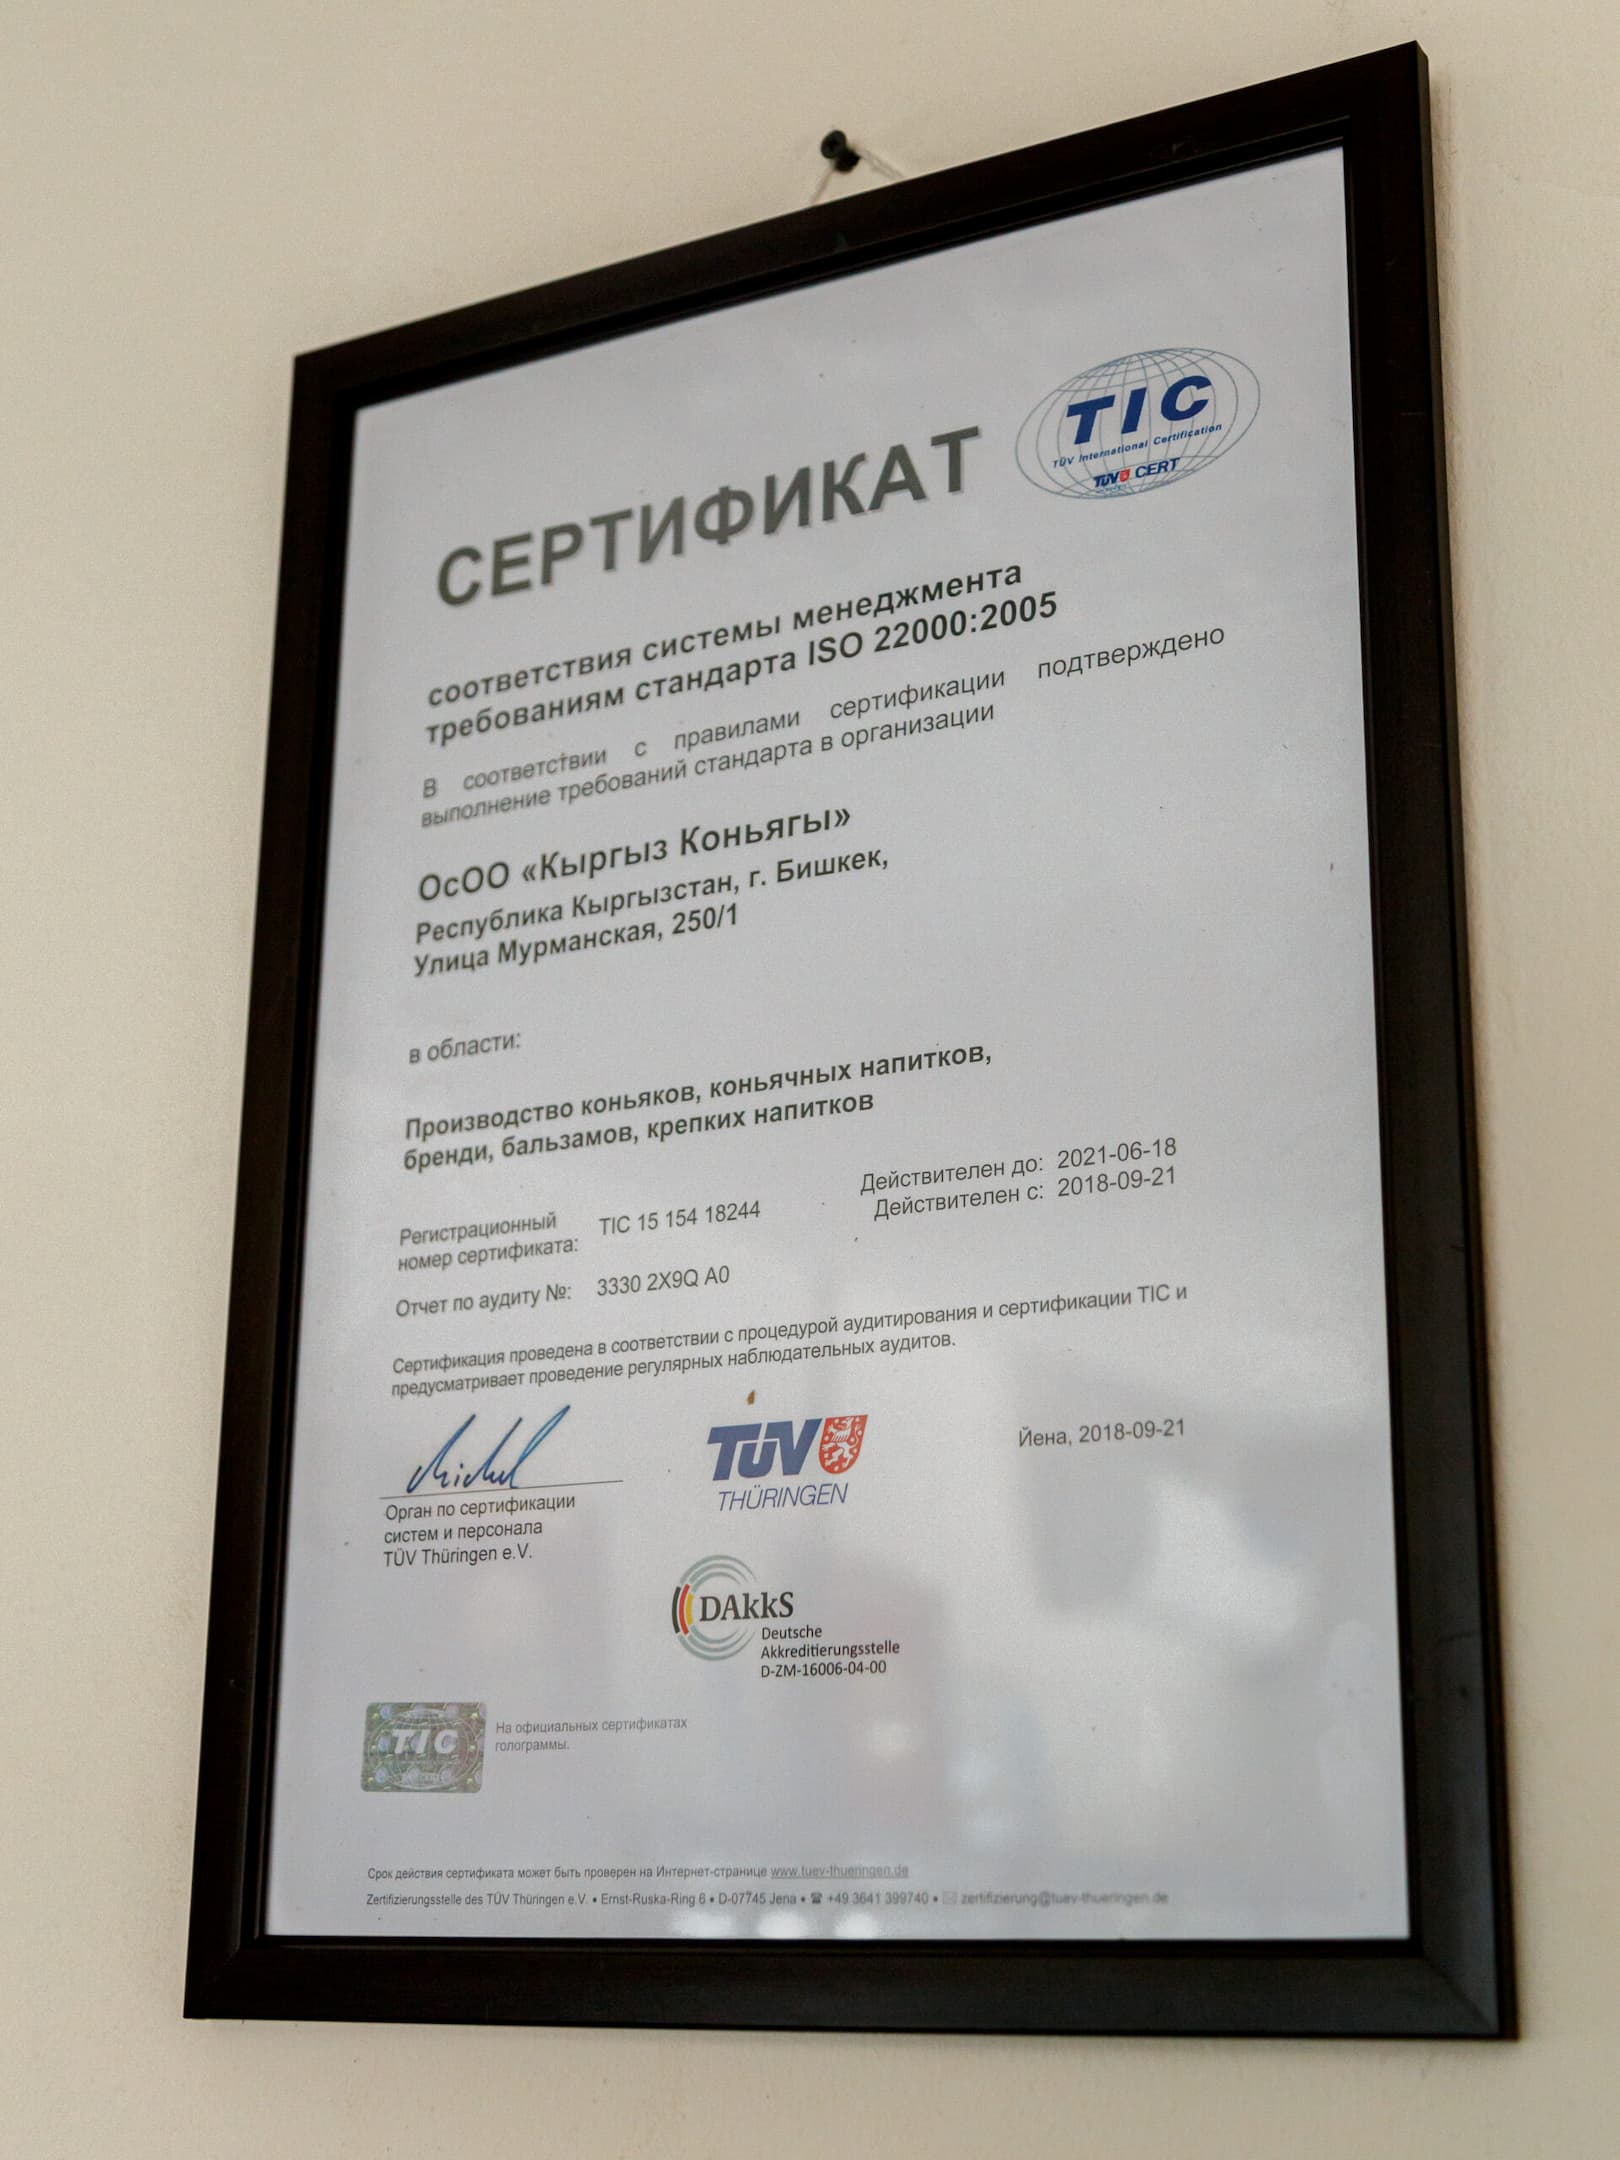 СЕРТИФИКАТ
TIC
TÜV International Certification
TÜV CERT
соответствия системы менеджмента
требованиям стандарта ISO 22000:2005
В соответствии с правилами сертификации подтверждено
выполнение требований стандарта в организации
ОсОО «Кыргыз Коньягы»
Республика Кыргызстан, г. Бишкек,
Улица Мурманская, 250/1
в области:
Производство коньяков, коньячных напитков,
бренди, бальзамов, крепких напитков
Действителен до: 2021-06-18
Действителен с: 2018-09-21
Регистрационный
номер сертификата: TIC 15 154 18244
Отчет по аудиту №: 3330 2X9Q A0
Сертификация проведена в соответствии с процедурой аудитирования и сертификации TIC и
предусматривает проведение регулярных наблюдательных аудитов.
Йена, 2018-09-21
TÜV
THÜRINGEN
Орган по сертификации
систем и персонала
TÜV Thüringen e.V.
DAkkS
Deutsche
Akkreditierungsstelle
D-ZM-16006-04-00
TIC
На официальных сертификатах
голограммы.
Срок действия сертификата может быть проверен на Интернет-странице www.tuev-thueringen.de
Zertifizierungsstelle des TÜV Thüringen e.V. • Ernst-Ruska-Ring 6 • D-07745 Jena • ☎ +49 3641 399740 • ✉ zertifizierung@tuev-thueringen.de